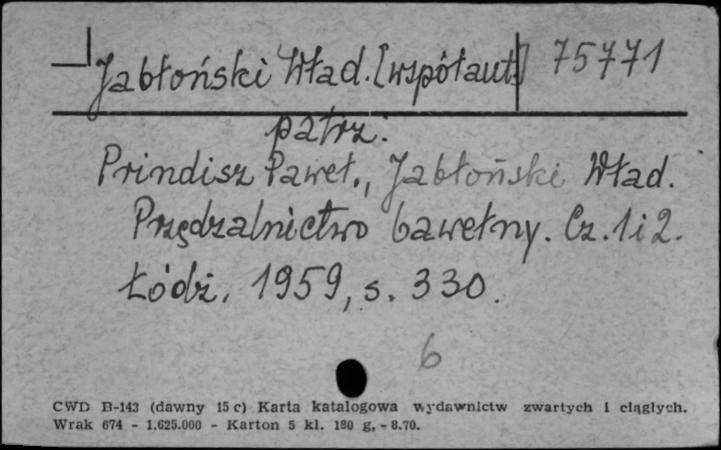 Jabłoński Wład. [współaut.] 75771
patrz:
Prindisz Paweł., Jabłoński Wład.
Przędzalnictwo bawełny. Cz. 1 i 2.
Łódź, 1959, s. 330.
6
CWD B-143 (dawny 15 c) Karta katalogowa wydawnictw zwartych i ciągłych.
Wrak 674 - 1.625.000 - Karton 5 kl. 180 g, - 8.70.